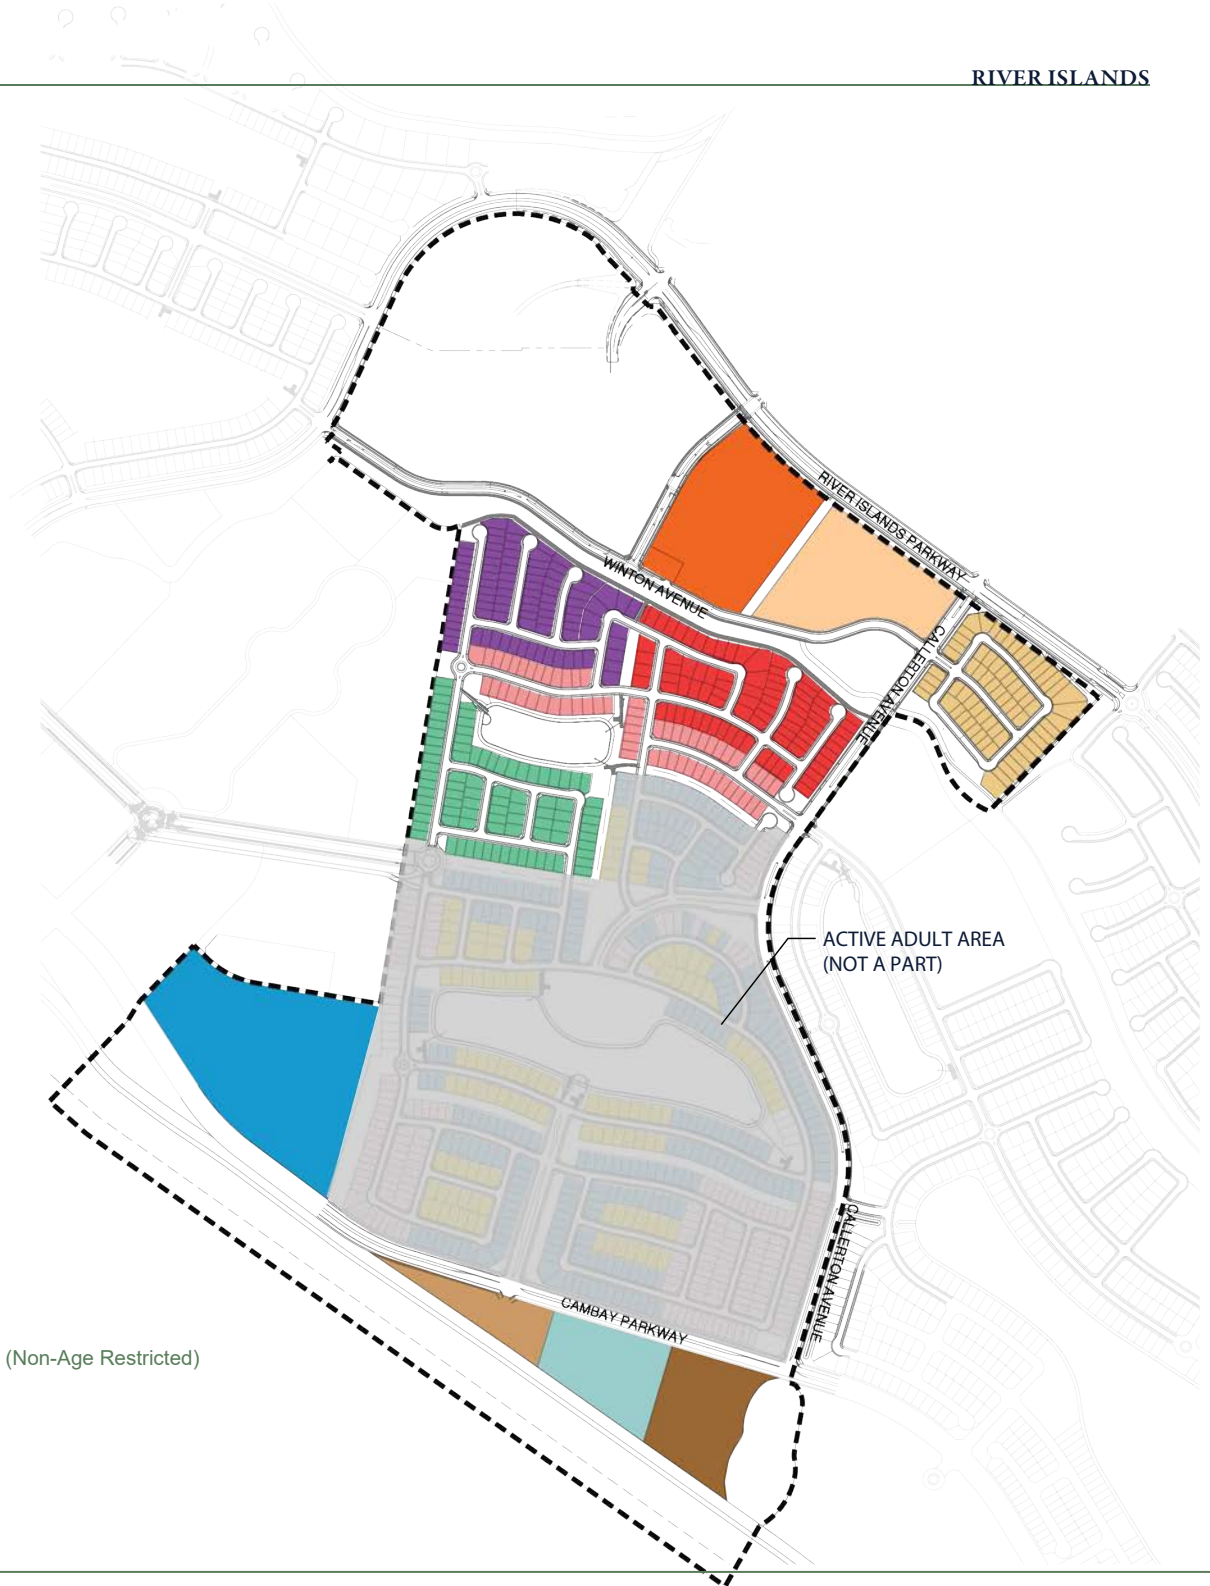 RIVER ISLANDS
RIVER ISLANDS PARKWAY
WINTON AVENUE
CALLERTON AVENUE
ACTIVE ADULT AREA
(NOT A PART)
CALLERTON AVENUE
CAMBAY PARKWAY
(Non-Age Restricted)